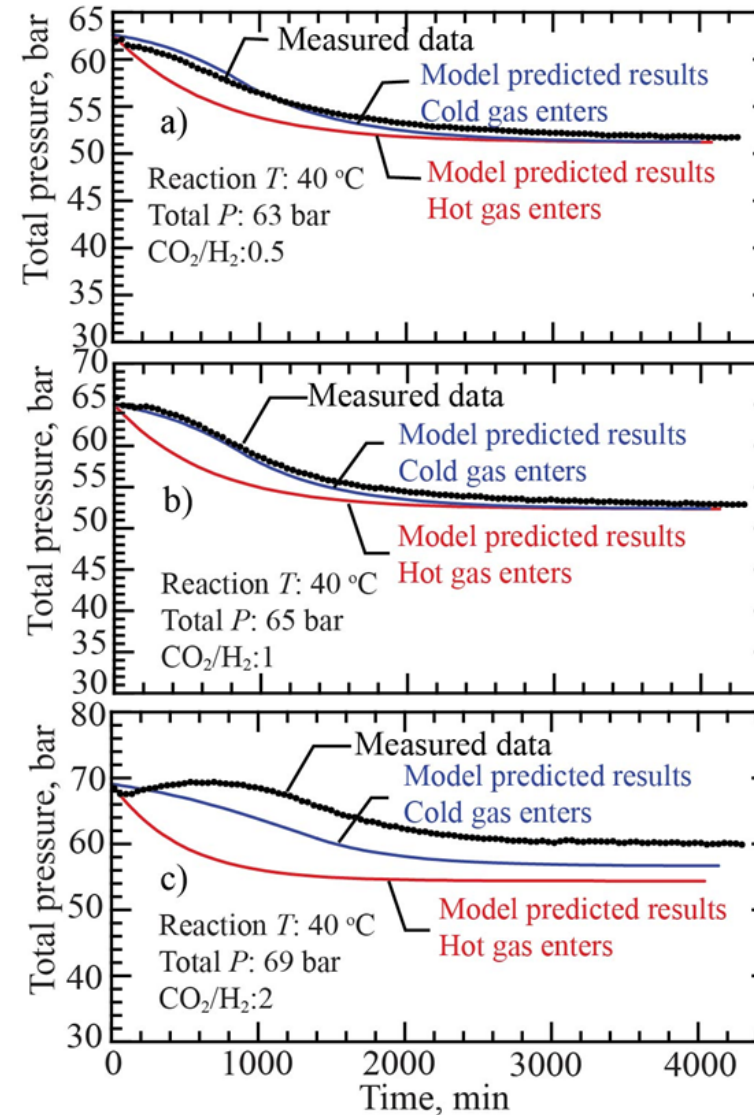 65
60
55
50
45
40
35
30
Total pressure, bar
Measured data
Model predicted results
Cold gas enters
a)
Model predicted results
Hot gas enters
Reaction T: 40 °C
Total P: 63 bar
CO₂/H₂:0.5
70
65
60
55
50
45
40
35
30
Total pressure, bar
Measured data
Model predicted results
Cold gas enters
b)
Model predicted results
Hot gas enters
Reaction T: 40 °C
Total P: 65 bar
CO₂/H₂:1
80
70
60
50
40
30
Total pressure, bar
Measured data
Model predicted results
Cold gas enters
c)
Model predicted results
Hot gas enters
Reaction T: 40 °C
Total P: 69 bar
CO₂/H₂:2
0 1000 2000 3000 4000
Time, min